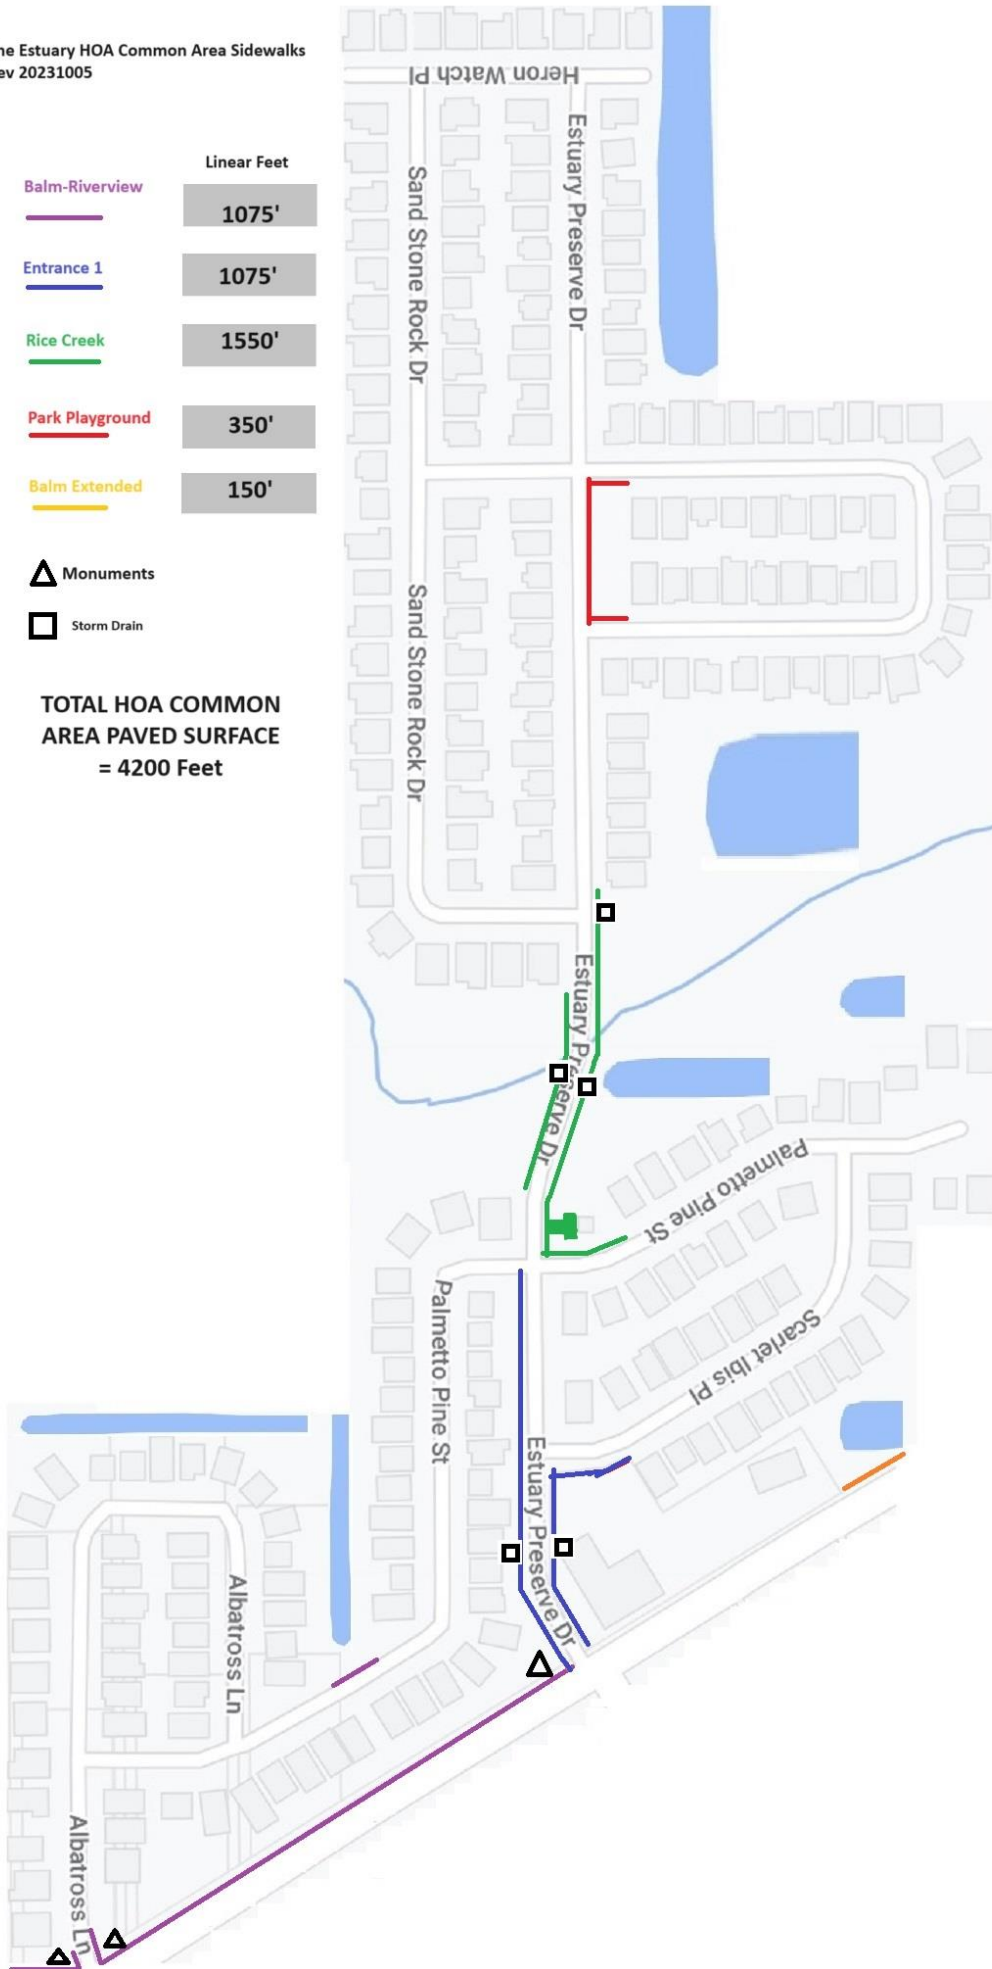 ne Estuary HOA Common Area Sidewalks
ev 20231005
Linear Feet
Balm-Riverview
1075'
Entrance 1
1075'
Rice Creek
1550'
Park Playground
350'
Balm Extended
150'
Monuments
Storm Drain
TOTAL HOA COMMON
AREA PAVED SURFACE
= 4200 Feet
Heron Watch Pl
Estuary Preserve Dr
Sand Stone Rock Dr
Sand Stone Rock Dr
Estuary Preserve Dr
Palmetto Pine St
Palmetto Pine St
Scarlet Ibis Pl
Estuary Preserve Dr
Albatross Ln
Albatross Ln